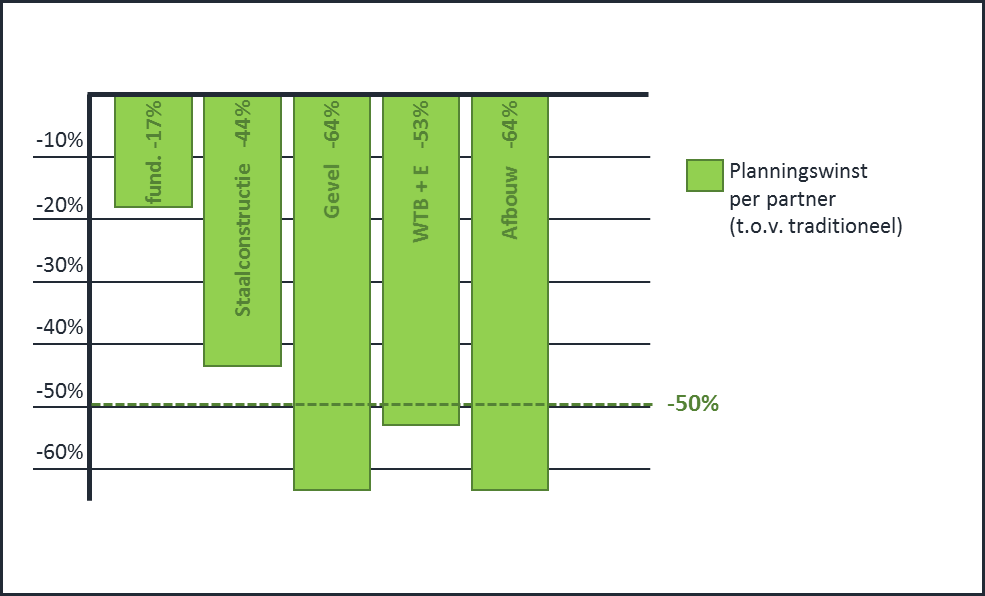 -10%
-20%
-30%
-40%
-50%
-60%
fund. -17%
Staalconstructie -44%
Gevel -64%
WTB + E -53%
Afbouw -64%
-50%
Planningswinst
per partner
(t.o.v. traditioneel)